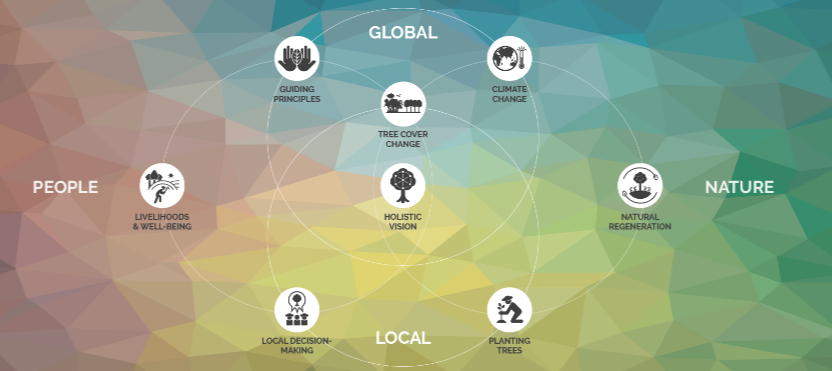 GLOBAL
GUIDING
PRINCIPLES
CLIMATE
CHANGE
TREE COVER
CHANGE
PEOPLE
NATURE
LIVELIHOODS
& WELL-BEING
HOLISTIC
VISION
NATURAL
REGENERATION
LOCAL DECISION-
MAKING
LOCAL
PLANTING
TREES